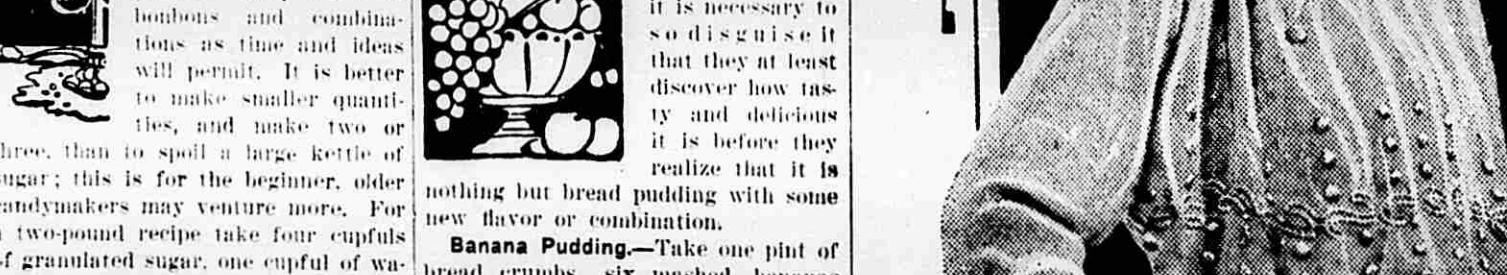 bonbons and combina-
tions as time and ideas
will permit. It is better
to make smaller quanti-
ties, and make two or
three, than to spoil a large kettle of
sugar; this is for the beginner, older
candymakers may venture more. For
a two-pound recipe take four cupfuls
of granulated sugar, one cupful of wa-
it is necessary to
so disguise it
that they at least
discover how tas-
ty and delicious
it is before they
realize that it is
nothing but bread pudding with some
new flavor or combination.
Banana Pudding.—Take one pint of
bread crumbs, six mashed bananas